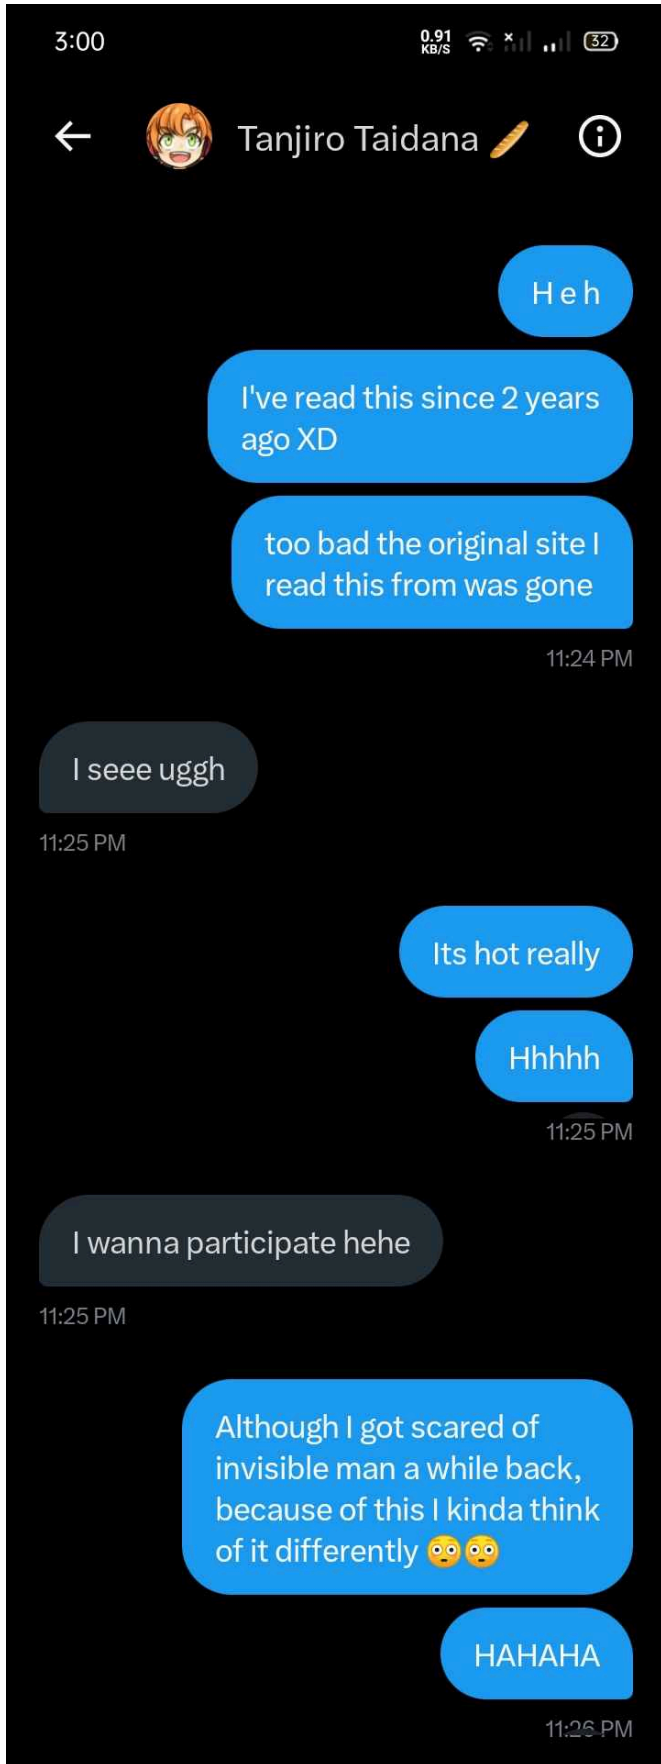 3:00
0.91
KB/S
32
Tanjiro Taidana 🥖
H e h
I've read this since 2 years
ago XD
too bad the original site I
read this from was gone
11:24 PM
I seee uggh
11:25 PM
Its hot really
Hhhhh
11:25 PM
I wanna participate hehe
11:25 PM
Although I got scared of
invisible man a while back,
because of this I kinda think
of it differently 😳😳
HAHAHA
11:26 PM